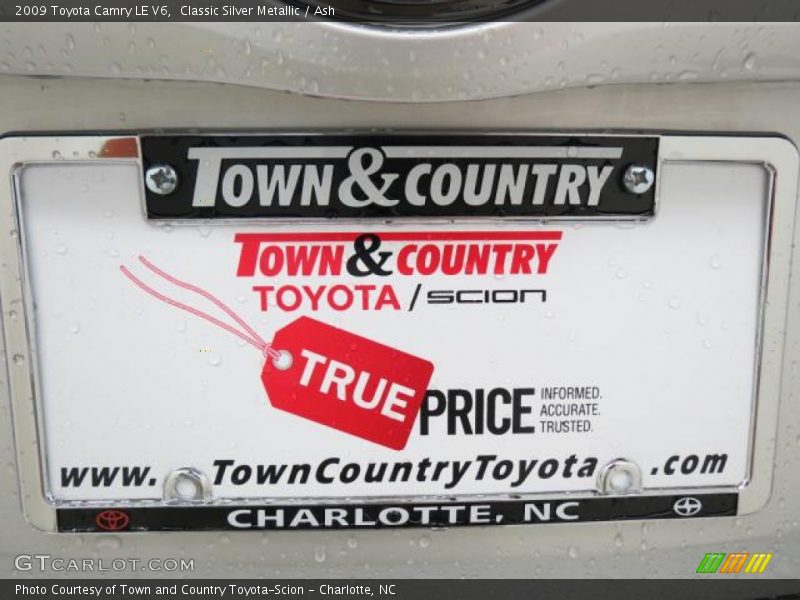 2009 Toyota Camry LE V6,  Classic Silver Metallic / Ash
TOWN & COUNTRY
TOWN & COUNTRY
TOYOTA / SCION
TRUE PRICE
INFORMED.
ACCURATE.
TRUSTED.
www.TownCountryToyota.com
CHARLOTTE, NC
GTCARLOT.COM
Photo Courtesy of Town and Country Toyota-Scion - Charlotte, NC